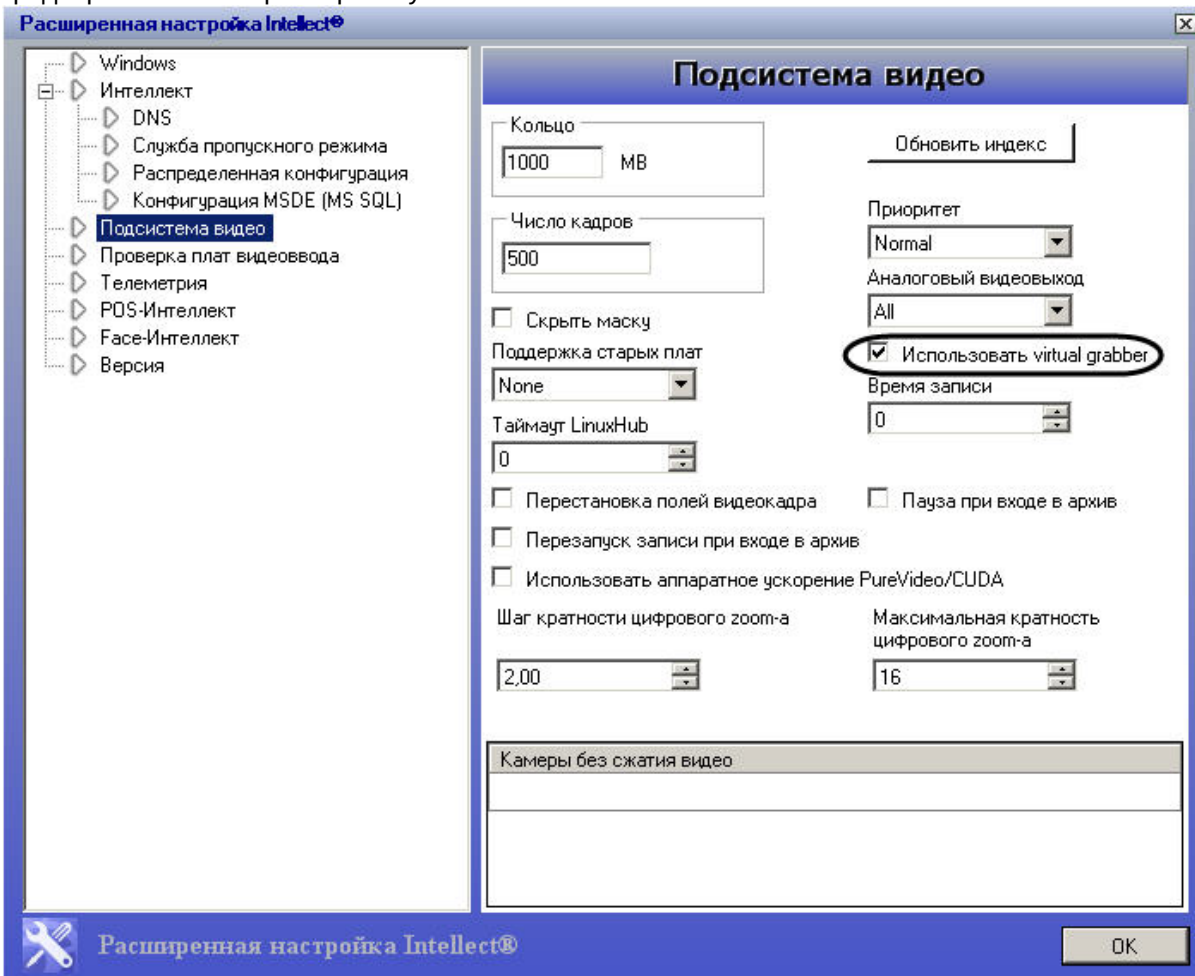 Расширенная настройка Intellect®
Windows
Интеллект
DNS
Служба пропускного режима
Распределенная конфигурация
Конфигурация MSDE (MS SQL)
Подсистема видео
Проверка плат видеоввода
Телеметрия
POS-Интеллект
Face-Интеллект
Версия
Подсистема видео
Кольцо
1000 MB
Обновить индекс
Число кадров
500
Приоритет
Normal
Аналоговый видеовыход
All
Скрыть маску
Поддержка старых плат
None
Использовать virtual grabber
Время записи
0
Таймаут LinuxHub
0
Перестановка полей видеокадра
Пауза при входе в архив
Перезапуск записи при входе в архив
Использовать аппаратное ускорение PureVideo/CUDA
Шаг кратности цифрового zoom-а
2,00
Максимальная кратность
цифрового zoom-а
16
Камеры без сжатия видео
Расширенная настройка Intellect®
OK